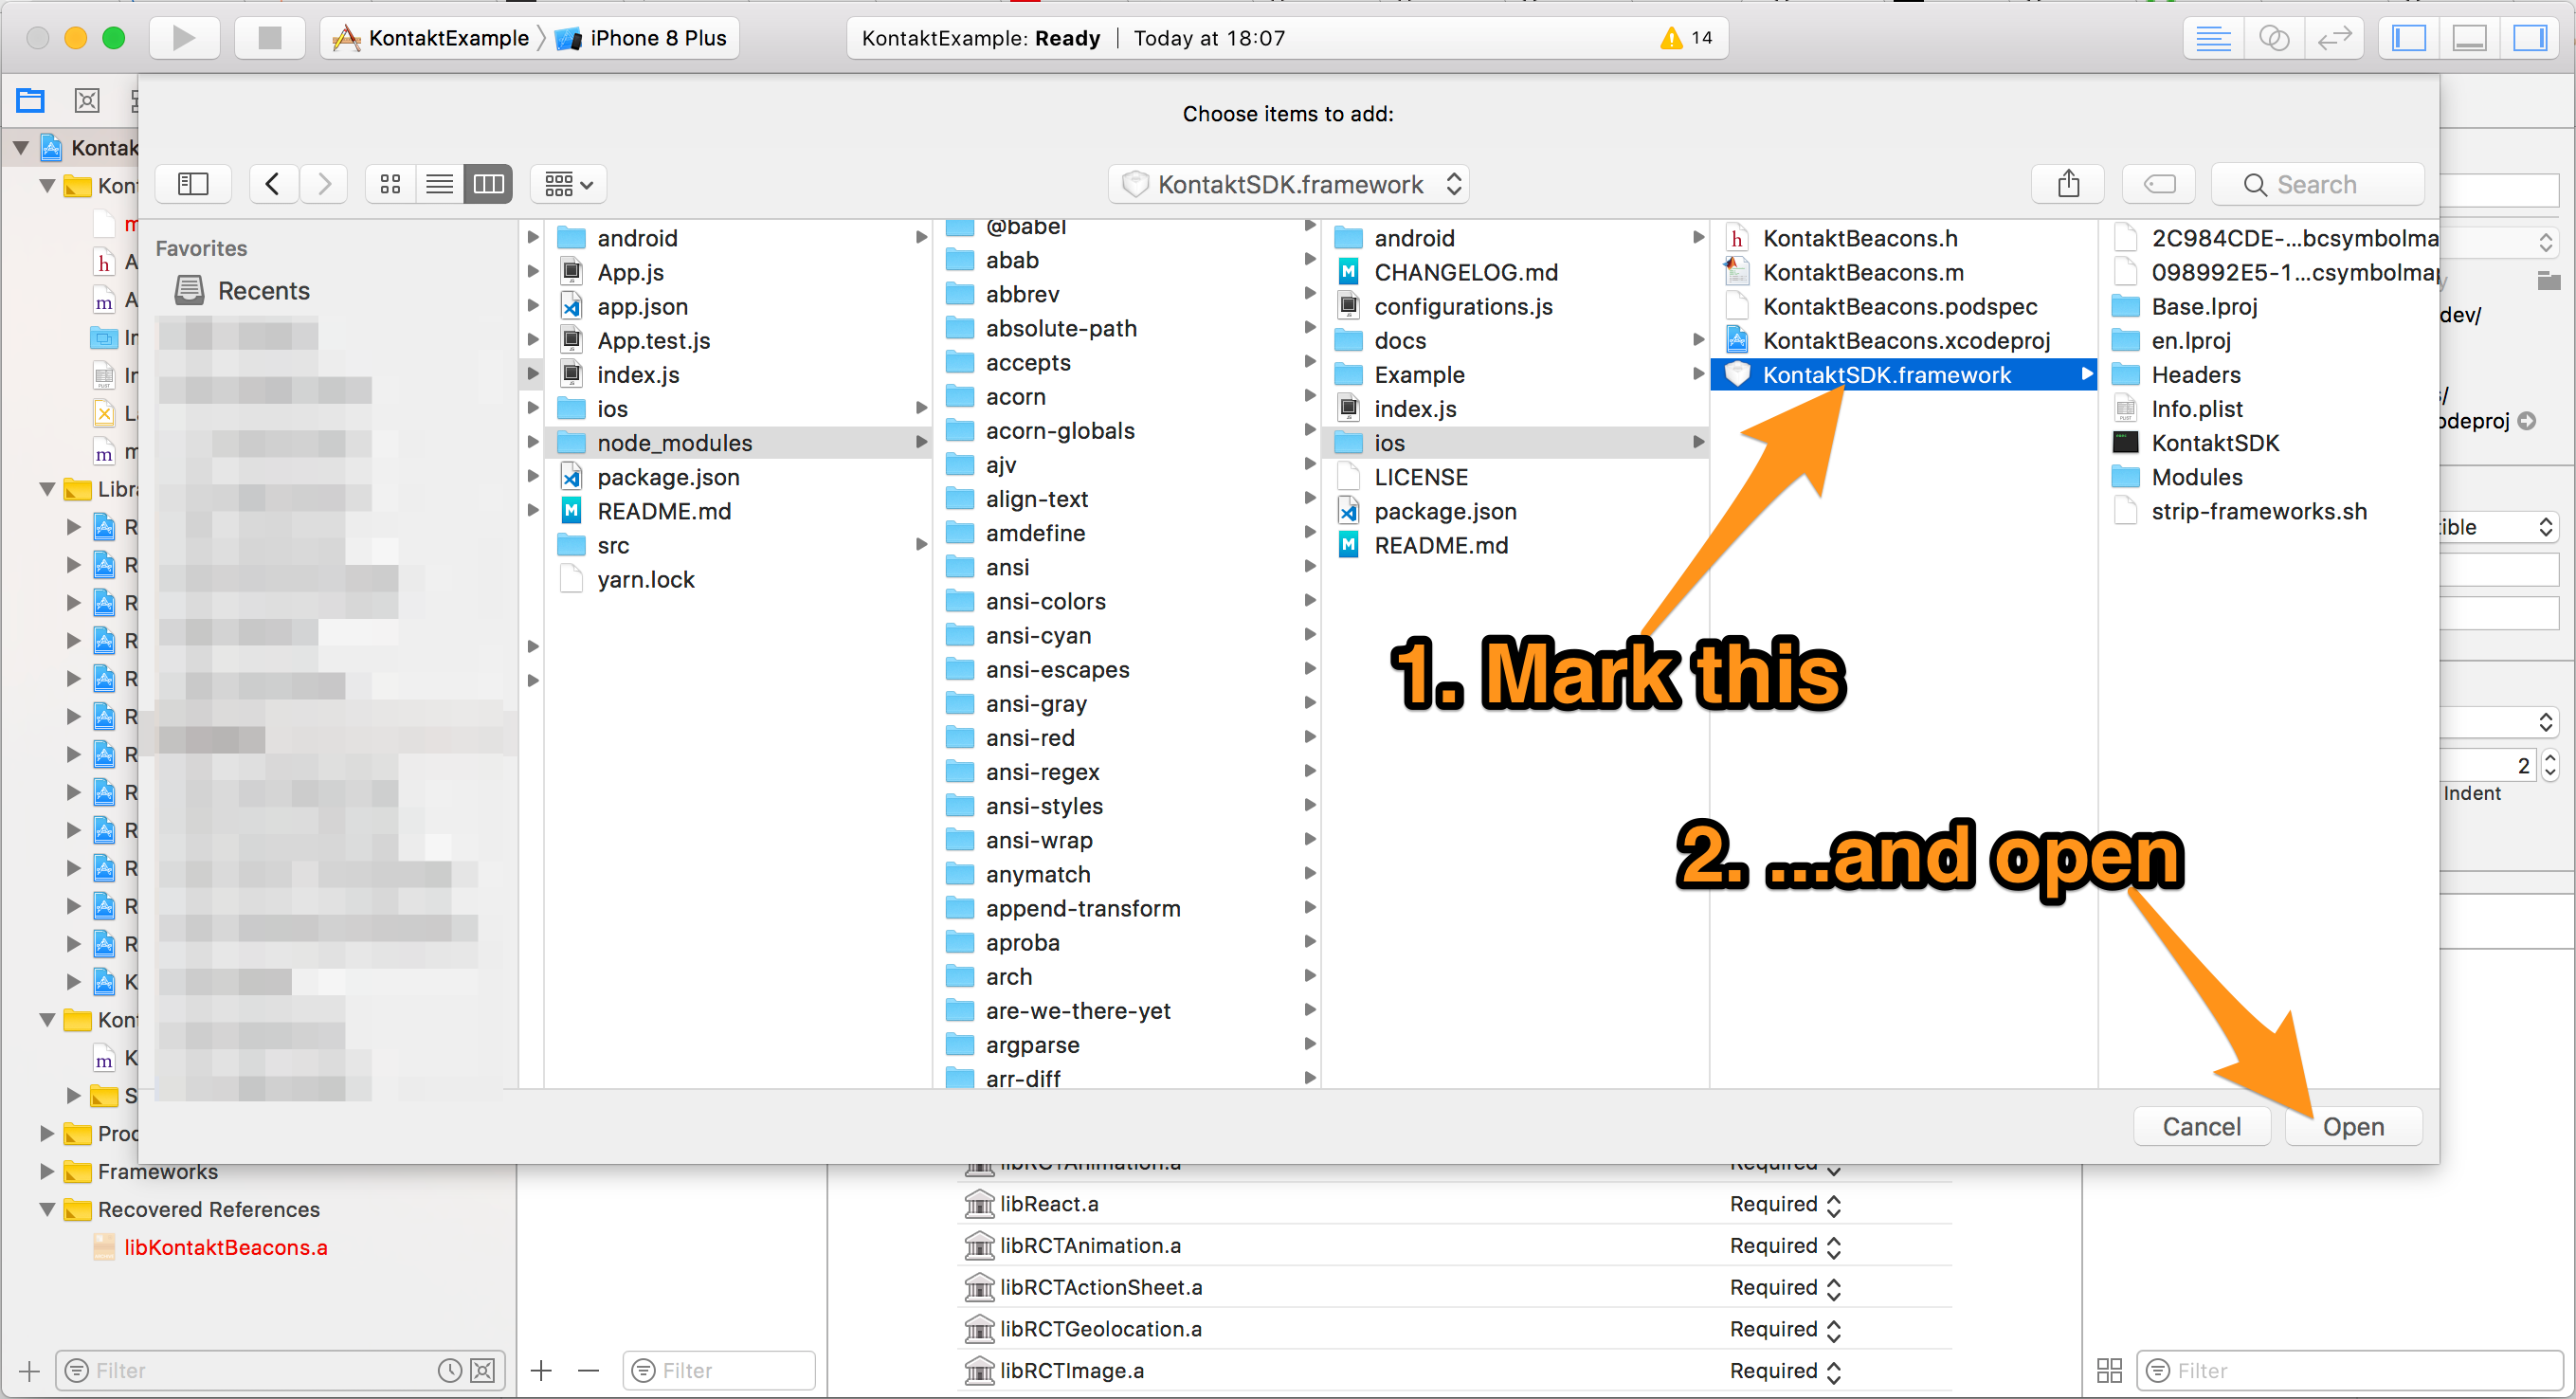 KontaktExample
iPhone 8 Plus
KontaktExample: Ready
Today at 18:07
14
Choose items to add:
KontaktSDK.framework
Search
Favorites
Recents
android
App.js
app.json
App.test.js
index.js
ios
node_modules
package.json
README.md
src
yarn.lock
@babel
abab
abbrev
absolute-path
accepts
acorn
acorn-globals
ajv
align-text
amdefine
ansi
ansi-colors
ansi-cyan
ansi-escapes
ansi-gray
ansi-red
ansi-regex
ansi-styles
ansi-wrap
anymatch
append-transform
aproba
arch
are-we-there-yet
argparse
arr-diff
android
CHANGELOG.md
configurations.js
docs
Example
index.js
ios
LICENSE
package.json
README.md
KontaktBeacons.h
KontaktBeacons.m
KontaktBeacons.podspec
KontaktBeacons.xcodeproj
KontaktSDK.framework
2C984CDE-...bcsymbolma
098992E5-1...csymbolmap
Base.lproj
en.lproj
Headers
Info.plist
KontaktSDK
Modules
strip-frameworks.sh
1. Mark this
2. ...and open
Cancel
Open
Kontak
Kont
Libra
Kont
Proc
Frameworks
Recovered References
libKontaktBeacons.a
Filter
dev/
odeproj
tible
2
Indent
libRCTAnimation.a Required
libReact.a Required
libRCTAnimation.a Required
libRCTActionSheet.a Required
libRCTGeolocation.a Required
libRCTImage.a Required
Filter
Filter